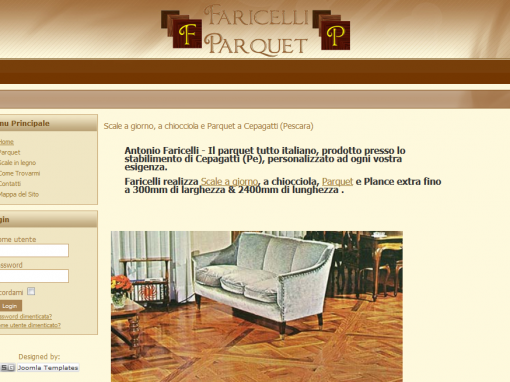 FARICELLI
PARQUET
F
P
nu Principale
Home
Parquet
Scale in legno
Come Trovarni
Contatti
Mappa del Sito
gin
ome utente
assword
cordami
Login
assword dimenticata?
ome utente dimenticato?
Designed by:
Joomla Templates
Scale a giorno, a chiocciola e Parquet a Cepagatti (Pescara)
Antonio Faricelli - Il parquet tutto italiano, prodotto presso lo
stabilimento di Cepagatti (Pe), personalizzato ad ogni vostra
esigenza.
Faricelli realizza Scale a giorno, a chiocciola, Parquet e Plance extra fino
a 300mm di larghezza & 2400mm di lunghezza .